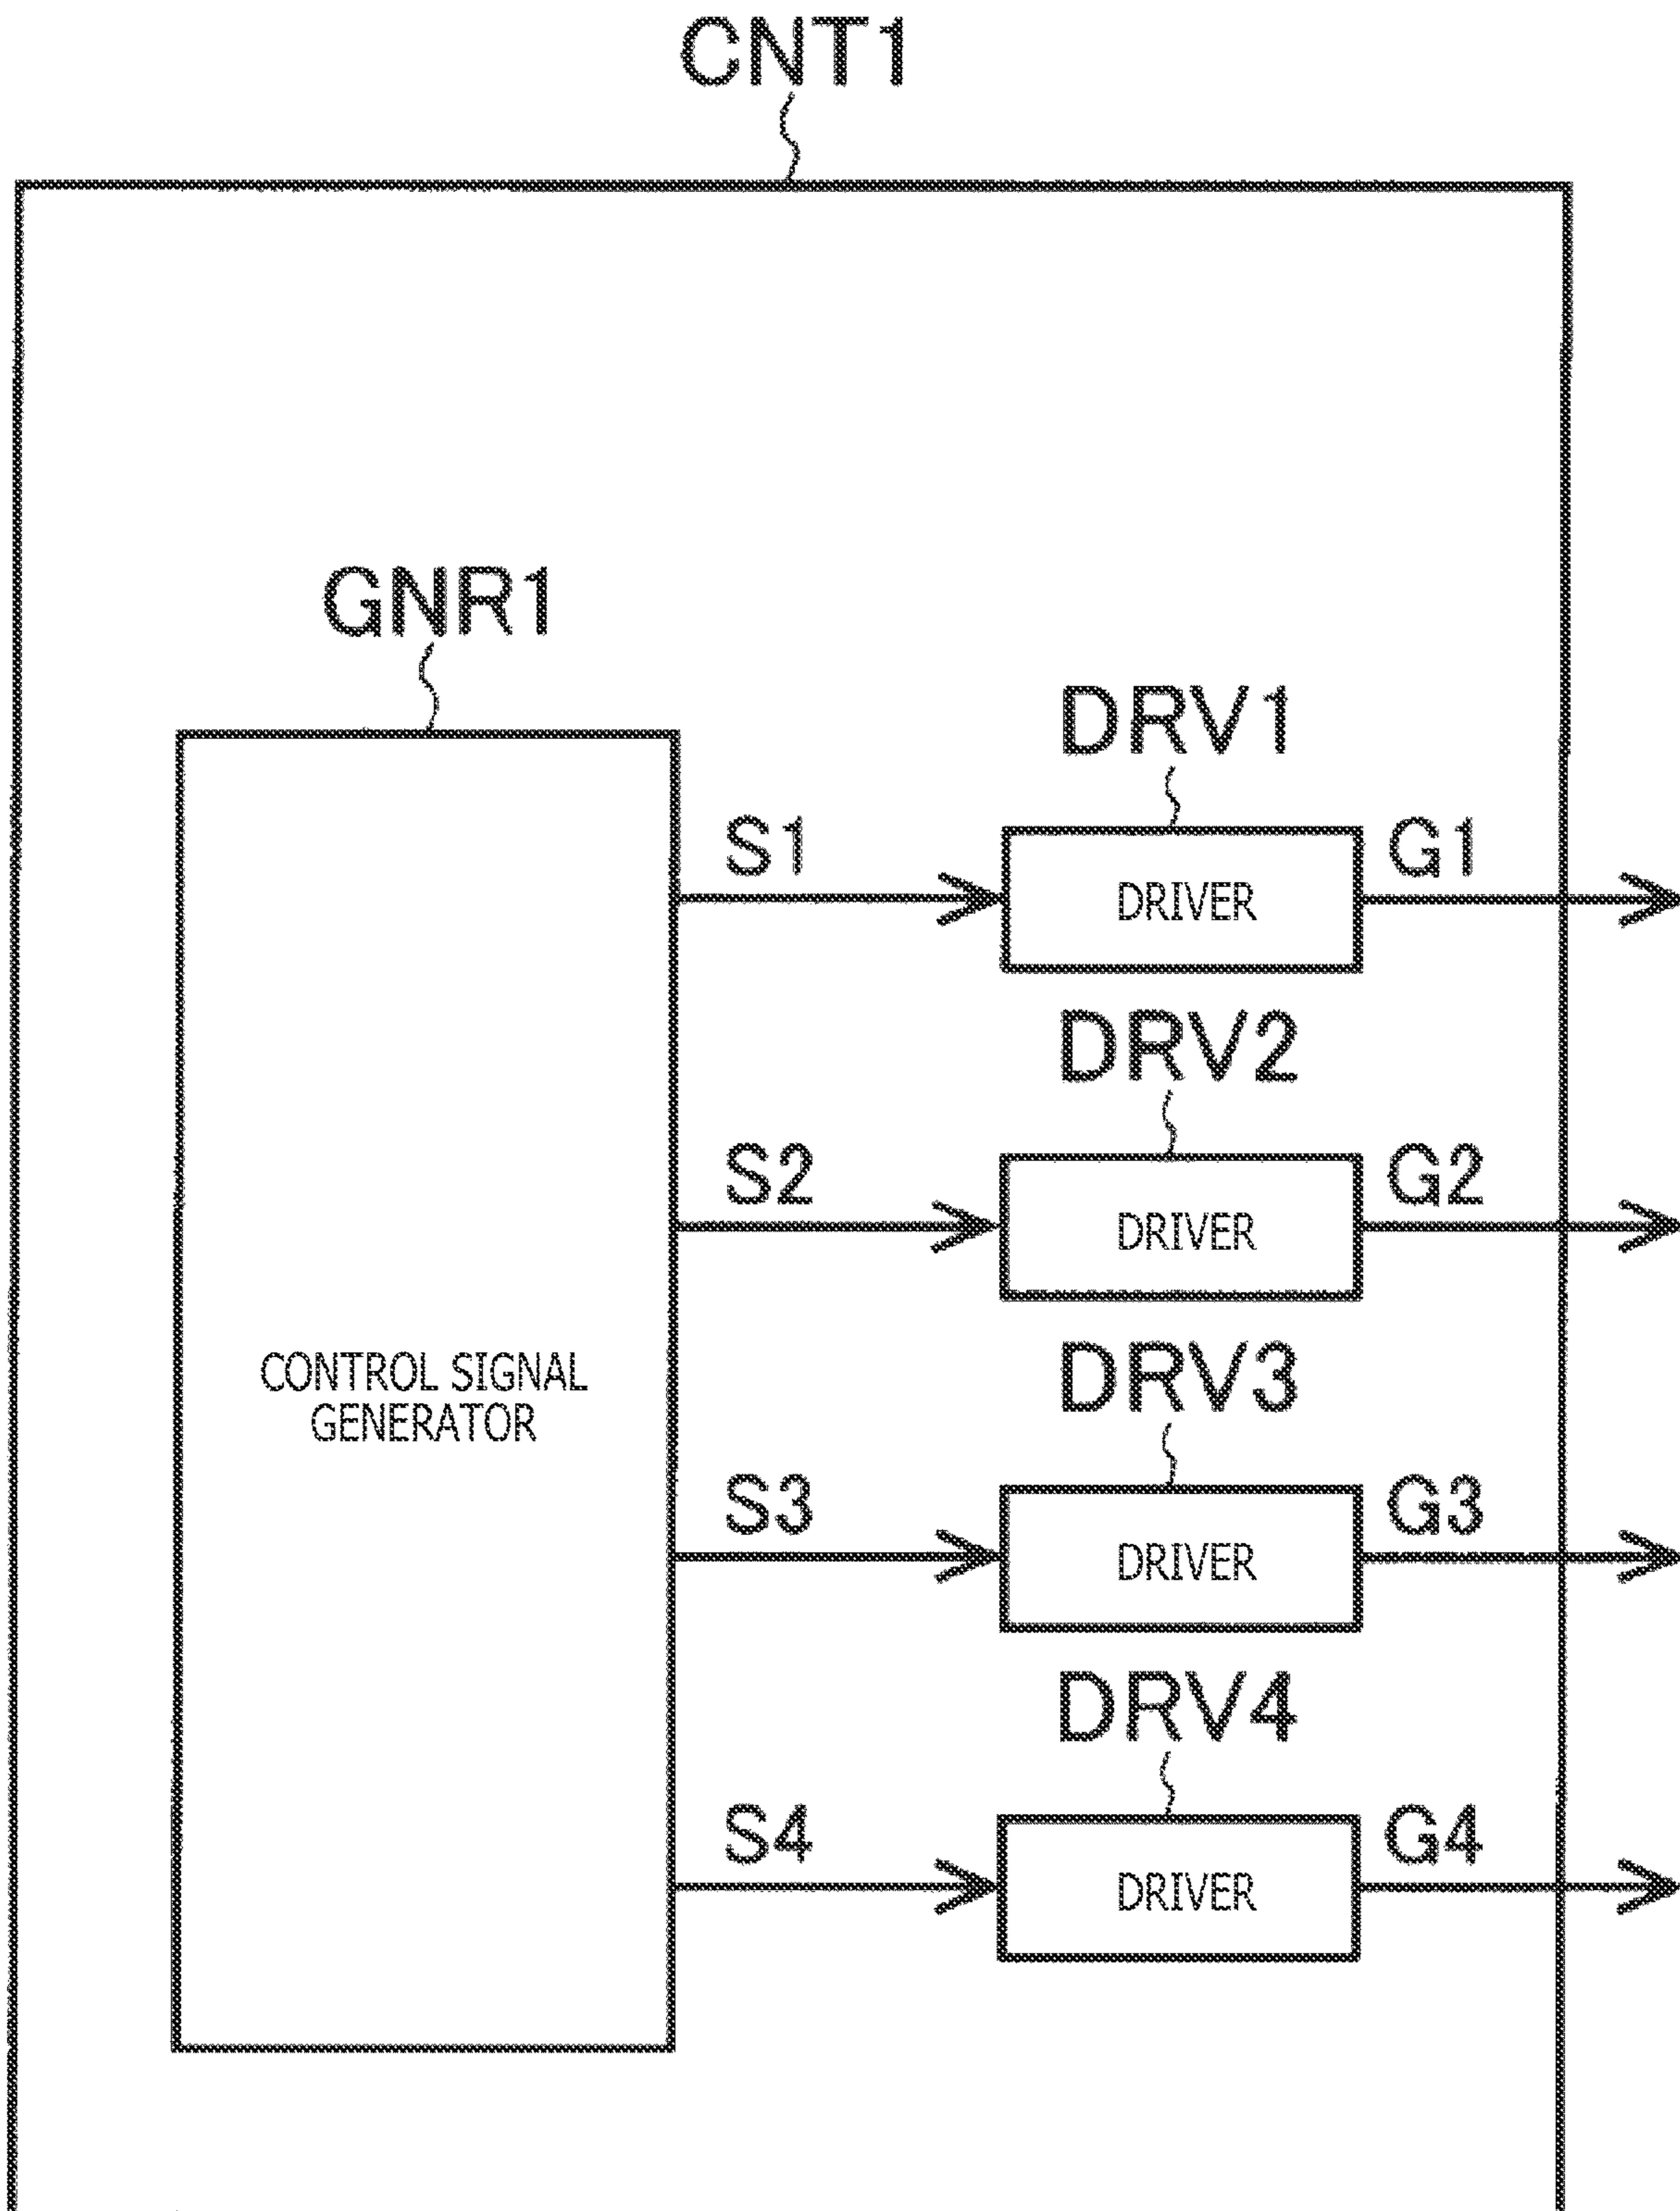 CNT1
GNR1
DRV1
S1
DRIVER
G1
DRV2
S2
DRIVER
G2
CONTROL SIGNAL
GENERATOR
DRV3
S3
DRIVER
G3
DRV4
S4
DRIVER
G4